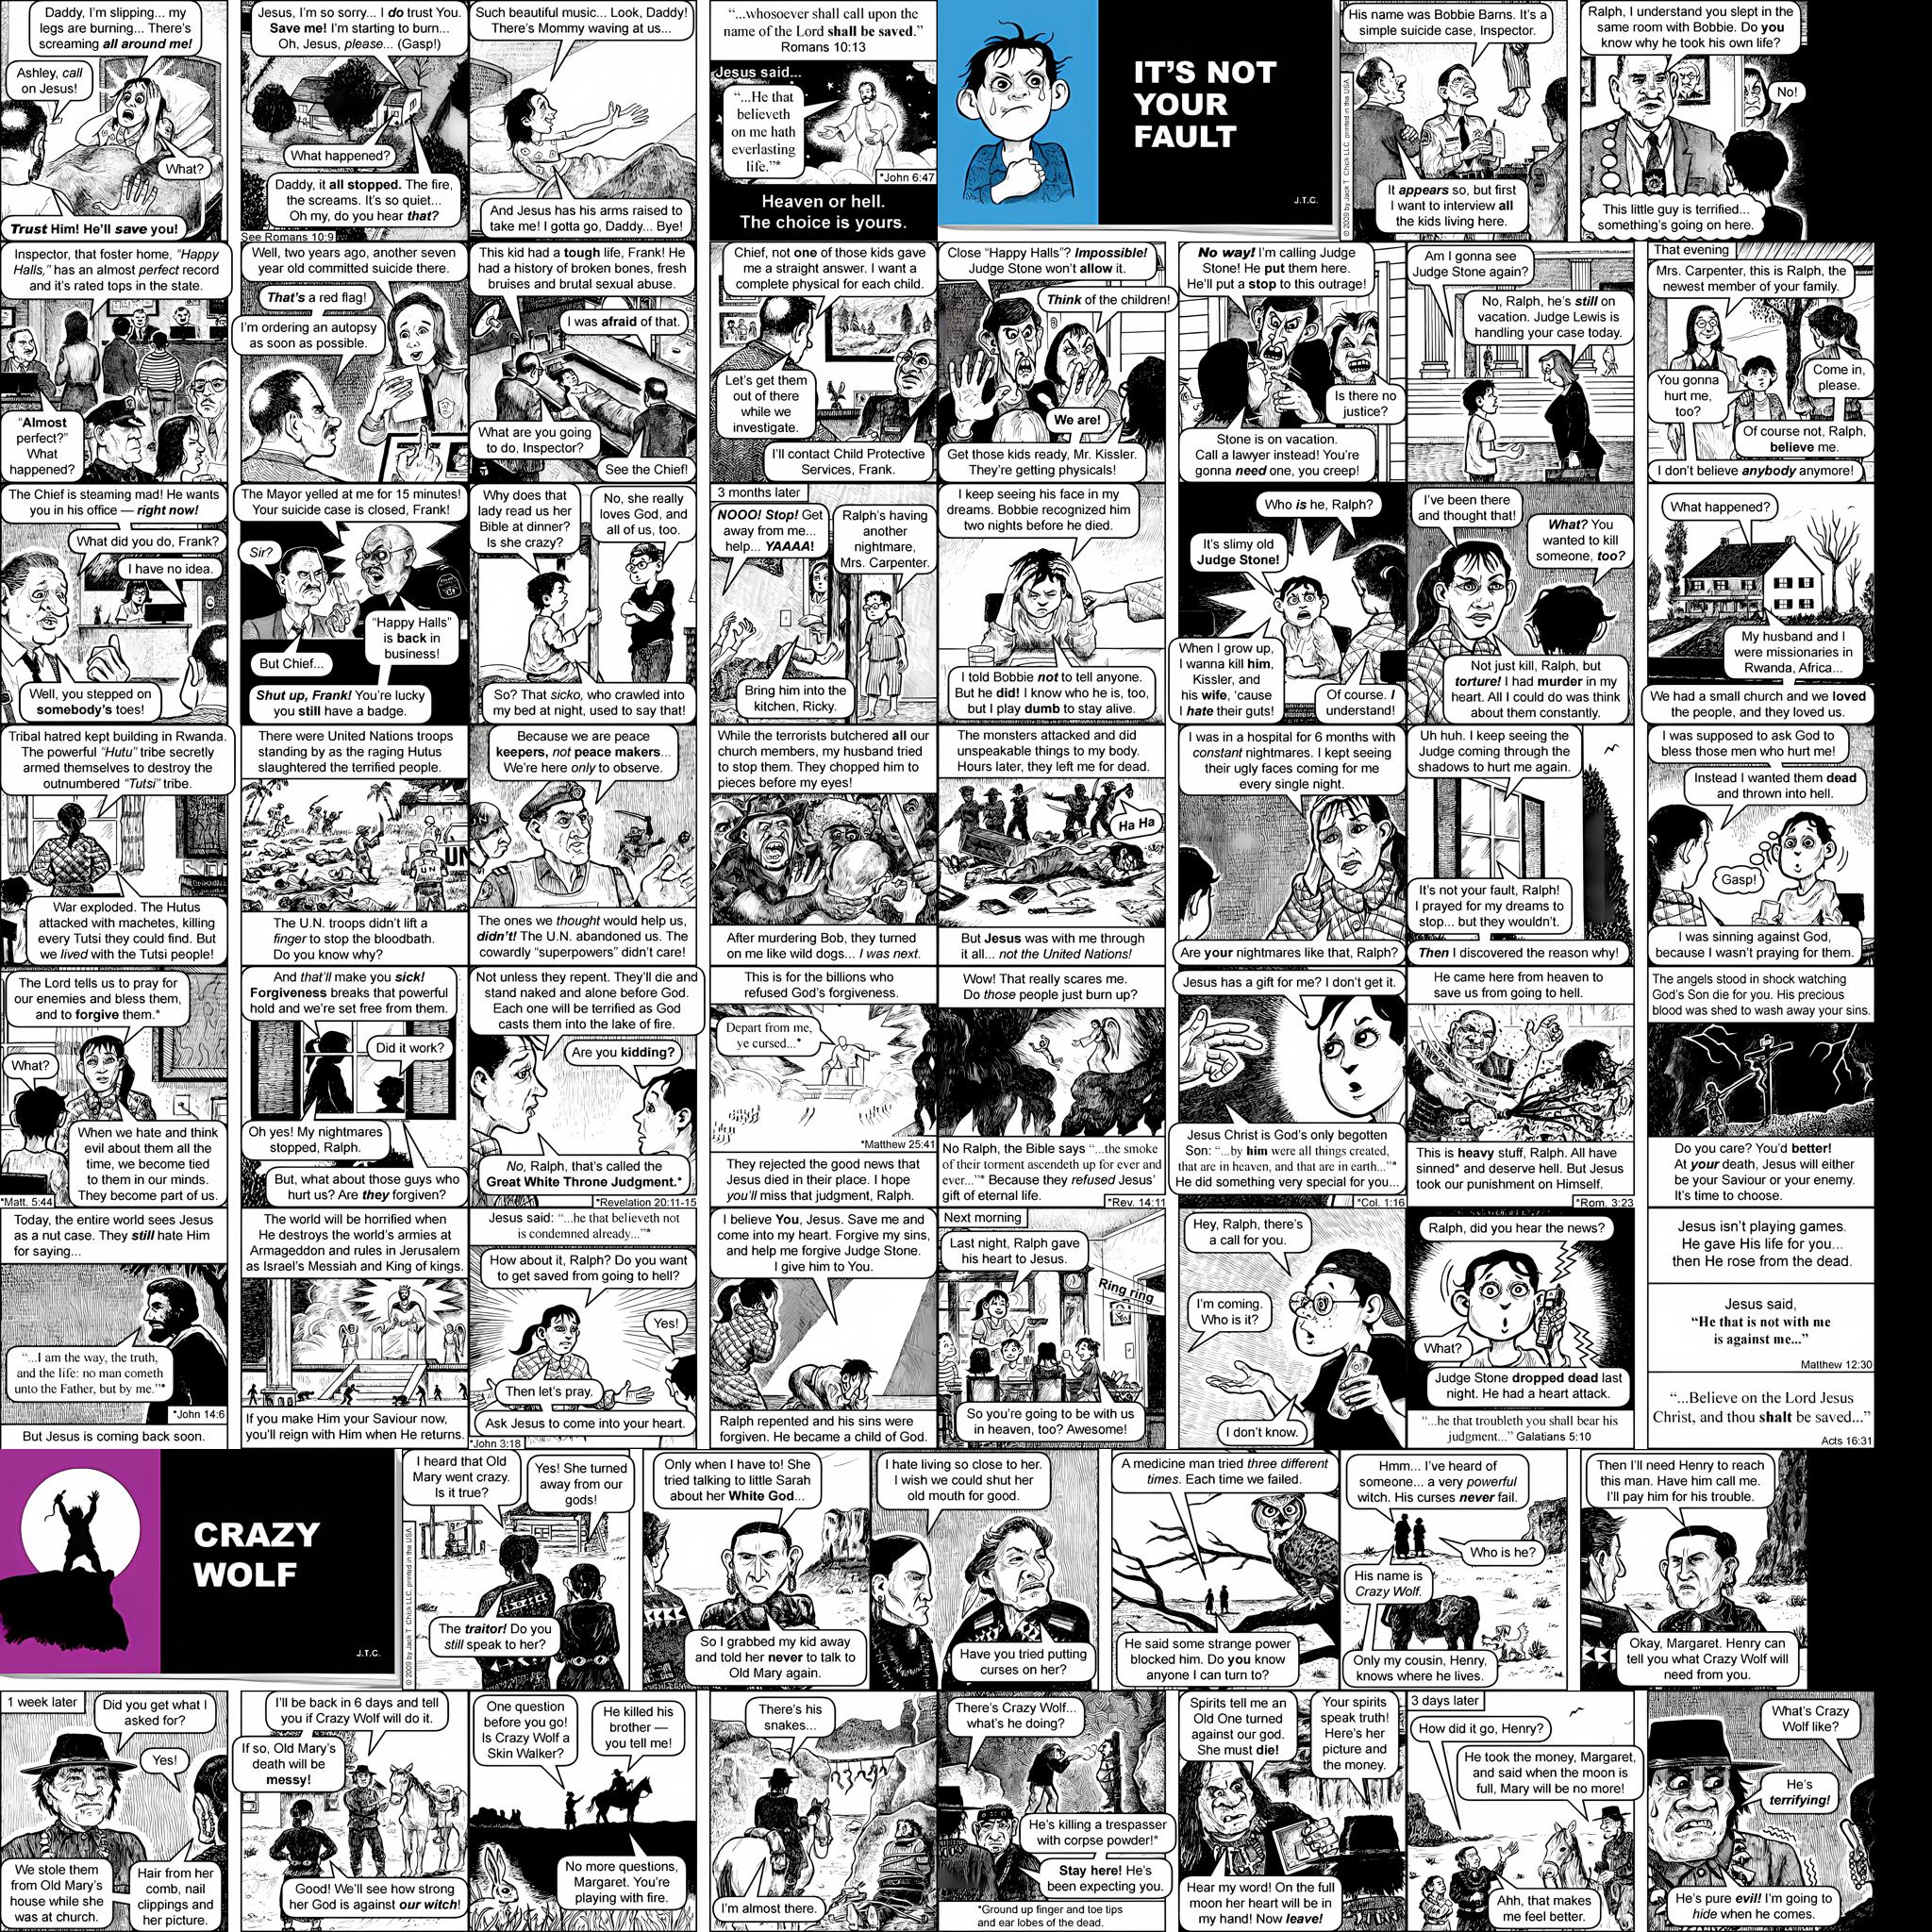 Daddy, I'm slipping... my
legs are burning... There's
screaming all around me!
Ashley, call
on Jesus!
What?
Trust Him! He'll save you!
Jesus, I'm so sorry... I do trust You.
Save me! I'm starting to burn...
Oh, Jesus, please... (Gasp!)
What happened?
Daddy, it all stopped. The fire,
the screams. It's so quiet...
Oh my, do you hear that?
See Romans 10:9
Such beautiful music... Look, Daddy!
There's Mommy waving at us...
And Jesus has his arms raised to
take me! I gotta go, Daddy... Bye!
“...whosoever shall call upon the
name of the Lord shall be saved.”
Romans 10:13
Jesus said...
“...He that
believeth
on me hath
everlasting
life.”*
*John 6:47
Heaven or hell.
The choice is yours.
IT'S NOT
YOUR
FAULT
J.T.C.
His name was Bobbie Barns. It's a
simple suicide case, Inspector.
It appears so, but first
I want to interview all
the kids living here.
© 2009 by Jack T. Chick LLC. printed in the USA
Ralph, I understand you slept in the
same room with Bobbie. Do you
know why he took his own life?
No!
This little guy is terrified...
something's going on here.
Inspector, that foster home, “Happy
Halls,” has an almost perfect record
and it's rated tops in the state.
“Almost
perfect?”
What
happened?
Well, two years ago, another seven
year old committed suicide there.
That's a red flag!
I'm ordering an autopsy
as soon as possible.
This kid had a tough life, Frank! He
had a history of broken bones, fresh
bruises and brutal sexual abuse.
I was afraid of that.
What are you going
to do, Inspector?
See the Chief!
Chief, not one of those kids gave
me a straight answer. I want a
complete physical for each child.
Let's get them
out of there
while we
investigate.
I'll contact Child Protective
Services, Frank.
Close “Happy Halls”? Impossible!
Judge Stone won't allow it.
Think of the children!
We are!
Get those kids ready, Mr. Kissler.
They're getting physicals!
No way! I'm calling Judge
Stone! He put them here.
He'll put a stop to this outrage!
Is there no
justice?
Stone is on vacation.
Call a lawyer instead! You're
gonna need one, you creep!
Am I gonna see
Judge Stone again?
No, Ralph, he's still on
vacation. Judge Lewis is
handling your case today.
That evening
Mrs. Carpenter, this is Ralph, the
newest member of your family.
You gonna
hurt me,
too?
Come in,
please.
Of course not, Ralph,
believe me.
I don't believe anybody anymore!
The Chief is steaming mad! He wants
you in his office — right now!
What did you do, Frank?
I have no idea.
Well, you stepped on
somebody's toes!
The Mayor yelled at me for 15 minutes!
Your suicide case is closed, Frank!
Sir?
“Happy Halls”
is back in
business!
But Chief...
Shut up, Frank! You're lucky
you still have a badge.
Why does that
lady read us her
Bible at dinner?
Is she crazy?
No, she really
loves God, and
all of us, too.
So? That sicko, who crawled into
my bed at night, used to say that!
3 months later
NOOO! Stop! Get
away from me...
help... YAAAA!
Ralph's having
another
nightmare,
Mrs. Carpenter.
Bring him into the
kitchen, Ricky.
I keep seeing his face in my
dreams. Bobbie recognized him
two nights before he died.
I told Bobbie not to tell anyone.
But he did! I know who he is, too,
but I play dumb to stay alive.
Who is he, Ralph?
It's slimy old
Judge Stone!
When I grow up,
I wanna kill him,
Kissler, and
his wife, 'cause
I hate their guts!
Of course. I
understand!
I've been there
and thought that!
What? You
wanted to kill
someone, too?
Not just kill, Ralph, but
torture! I had murder in my
heart. All I could do was think
about them constantly.
What happened?
My husband and I
were missionaries in
Rwanda, Africa...
We had a small church and we loved
the people, and they loved us.
Tribal hatred kept building in Rwanda.
The powerful “Hutu” tribe secretly
armed themselves to destroy the
outnumbered “Tutsi” tribe.
War exploded. The Hutus
attacked with machetes, killing
every Tutsi they could find. But
we lived with the Tutsi people!
There were United Nations troops
standing by as the raging Hutus
slaughtered the terrified people.
UN
UN
The U.N. troops didn't lift a
finger to stop the bloodbath.
Do you know why?
Because we are peace
keepers, not peace makers...
We're here only to observe.
The ones we thought would help us,
didn't! The U.N. abandoned us. The
cowardly “superpowers” didn't care!
While the terrorists butchered all our
church members, my husband tried
to stop them. They chopped him to
pieces before my eyes!
After murdering Bob, they turned
on me like wild dogs... I was next.
The monsters attacked and did
unspeakable things to my body.
Hours later, they left me for dead.
Ha Ha
But Jesus was with me through
it all... not the United Nations!
I was in a hospital for 6 months with
constant nightmares. I kept seeing
their ugly faces coming for me
every single night.
Are your nightmares like that, Ralph?
Uh huh. I keep seeing the
Judge coming through the
shadows to hurt me again.
It's not your fault, Ralph!
I prayed for my dreams to
stop... but they wouldn't.
Then I discovered the reason why!
I was supposed to ask God to
bless those men who hurt me!
Instead I wanted them dead
and thrown into hell.
Gasp!
I was sinning against God,
because I wasn't praying for them.
The Lord tells us to pray for
our enemies and bless them,
and to forgive them.*
What?
When we hate and think
evil about them all the
time, we become tied
to them in our minds.
They become part of us.
*Matt. 5:44
And that'll make you sick!
Forgiveness breaks that powerful
hold and we're set free from them.
Did it work?
Oh yes! My nightmares
stopped, Ralph.
But, what about those guys who
hurt us? Are they forgiven?
Not unless they repent. They'll die and
stand naked and alone before God.
Each one will be terrified as God
casts them into the lake of fire.
Are you kidding?
No, Ralph, that's called the
Great White Throne Judgment.*
*Revelation 20:11-15
This is for the billions who
refused God's forgiveness.
Depart from me,
ye cursed...*
*Matthew 25:41
They rejected the good news that
Jesus died in their place. I hope
you'll miss that judgment, Ralph.
Wow! That really scares me.
Do those people just burn up?
No Ralph, the Bible says “...the smoke
of their torment ascendeth up for ever and
ever...”* Because they refused Jesus'
gift of eternal life.
*Rev. 14:11
Jesus has a gift for me? I don't get it.
Jesus Christ is God's only begotten
Son: “...by him were all things created,
that are in heaven, and that are in earth...”*
He did something very special for you...
*Col. 1:16
He came here from heaven to
save us from going to hell.
This is heavy stuff, Ralph. All have
sinned* and deserve hell. But Jesus
took our punishment on Himself.
*Rom. 3:23
The angels stood in shock watching
God's Son die for you. His precious
blood was shed to wash away your sins.
Do you care? You'd better!
At your death, Jesus will either
be your Saviour or your enemy.
It's time to choose.
Today, the entire world sees Jesus
as a nut case. They still hate Him
for saying...
“...I am the way, the truth,
and the life: no man cometh
unto the Father, but by me.”*
*John 14:6
But Jesus is coming back soon.
The world will be horrified when
He destroys the world's armies at
Armageddon and rules in Jerusalem
as Israel's Messiah and King of kings.
If you make Him your Saviour now,
you'll reign with Him when He returns.
Jesus said: “...he that believeth not
is condemned already...”*
How about it, Ralph? Do you want
to get saved from going to hell?
Yes!
Then let's pray.
Ask Jesus to come into your heart.
*John 3:18
I believe You, Jesus. Save me and
come into my heart. Forgive my sins,
and help me forgive Judge Stone.
I give him to You.
Ralph repented and his sins were
forgiven. He became a child of God.
Next morning
Last night, Ralph gave
his heart to Jesus.
Ring ring
So you're going to be with us
in heaven, too? Awesome!
Hey, Ralph, there's
a call for you.
I'm coming.
Who is it?
I don't know.
Ralph, did you hear the news?
What?
Judge Stone dropped dead last
night. He had a heart attack.
“...he that troubleth you shall bear his
judgment...” Galatians 5:10
Jesus isn't playing games.
He gave His life for you...
then He rose from the dead.
Jesus said,
“He that is not with me
is against me...”
Matthew 12:30
“...Believe on the Lord Jesus
Christ, and thou shalt be saved...”
Acts 16:31
CRAZY
WOLF
J.T.C.
I heard that Old
Mary went crazy.
Is it true?
Yes! She turned
away from our
gods!
The traitor! Do you
still speak to her?
© 2009 by Jack T. Chick LLC. printed in the USA
Only when I have to! She
tried talking to little Sarah
about her White God...
So I grabbed my kid away
and told her never to talk to
Old Mary again.
I hate living so close to her.
I wish we could shut her
old mouth for good.
Have you tried putting
curses on her?
A medicine man tried three different
times. Each time we failed.
He said some strange power
blocked him. Do you know
anyone I can turn to?
Hmm... I've heard of
someone... a very powerful
witch. His curses never fail.
Who is he?
His name is
Crazy Wolf.
Only my cousin, Henry,
knows where he lives.
Then I'll need Henry to reach
this man. Have him call me.
I'll pay him for his trouble.
Okay, Margaret. Henry can
tell you what Crazy Wolf will
need from you.
1 week later
Did you get what I
asked for?
Yes!
We stole them
from Old Mary's
house while she
was at church.
Hair from her
comb, nail
clippings and
her picture.
I'll be back in 6 days and tell
you if Crazy Wolf will do it.
If so, Old Mary's
death will be
messy!
Good! We'll see how strong
her God is against our witch!
One question
before you go!
Is Crazy Wolf a
Skin Walker?
He killed his
brother —
you tell me!
No more questions,
Margaret. You're
playing with fire.
There's his
snakes...
I'm almost there.
There's Crazy Wolf...
what's he doing?
He's killing a trespasser
with corpse powder!*
Stay here! He's
been expecting you.
*Ground up finger and toe tips
and ear lobes of the dead.
Spirits tell me an
Old One turned
against our god.
She must die!
Your spirits
speak truth!
Here's her
picture and
the money.
Hear my word! On the full
moon her heart will be in
my hand! Now leave!
3 days later
How did it go, Henry?
He took the money, Margaret,
and said when the moon is
full, Mary will be no more!
Ahh, that makes
me feel better.
What's Crazy
Wolf like?
He's
terrifying!
He's pure evil! I'm going to
hide when he comes.